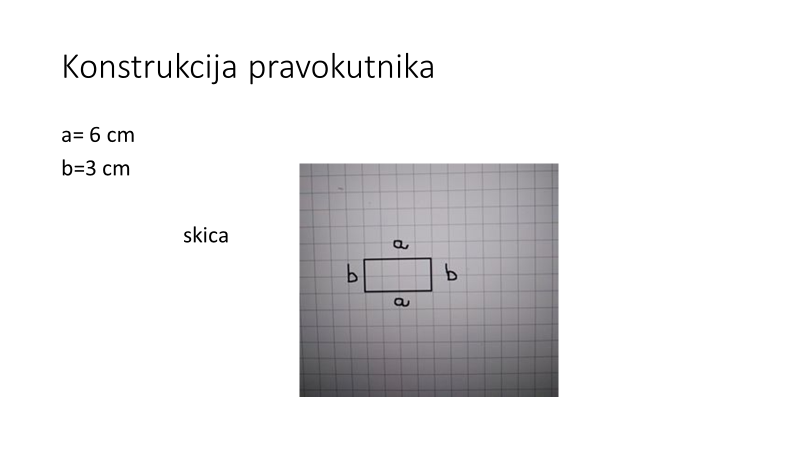 Konstrukcija pravokutnika
a= 6 cm
b=3 cm
skica
a
b b
a